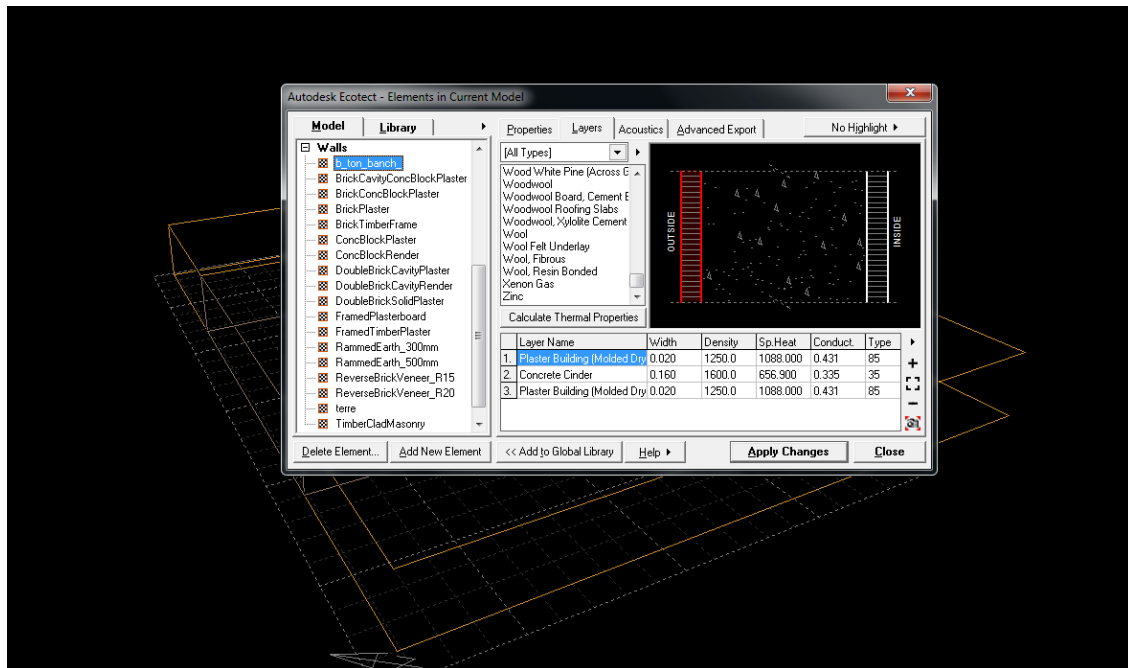 Autodesk Ecotect - Elements in Current Model
Model Library
Properties Layers Acoustics Advanced Export No Highlight
Walls
b_ton_banch_
BrickCavityConcBlockPlaster
BrickConcBlockPlaster
BrickPlaster
BrickTimberFrame
ConcBlockPlaster
ConcBlockRender
DoubleBrickCavityPlaster
DoubleBrickCavityRender
DoubleBrickSolidPlaster
FramedPlasterboard
FramedTimberPlaster
RammedEarth_300mm
RammedEarth_500mm
ReverseBrickVeneer_R15
ReverseBrickVeneer_R20
terre
TimberCladMasonry
[All Types]
Wood White Pine (Across G
Woodwool
Woodwool Board, Cement B
Woodwool Roofing Slabs
Woodwool, Xylolite Cement
Wool
Wool Felt Underlay
Wool, Fibrous
Wool, Resin Bonded
Xenon Gas
Zinc
Calculate Thermal Properties
OUTSIDE
INSIDE
Layer Name Width Density Sp.Heat Conduct. Type
1. Plaster Building (Molded Dry 0.020 1250.0 1088.000 0.431 85
2. Concrete Cinder 0.160 1600.0 656.900 0.335 35
3. Plaster Building (Molded Dry 0.020 1250.0 1088.000 0.431 85
Delete Element... Add New Element << Add to Global Library Help Apply Changes Close